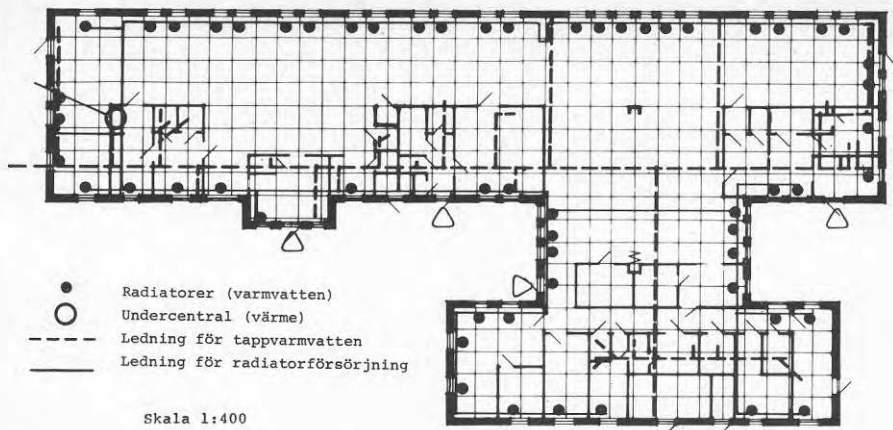 Radiatorer (varmvatten)
Undercentral (värme)
Ledning för tappvarmvatten
Ledning för radiatorförsörjning
Skala 1:400